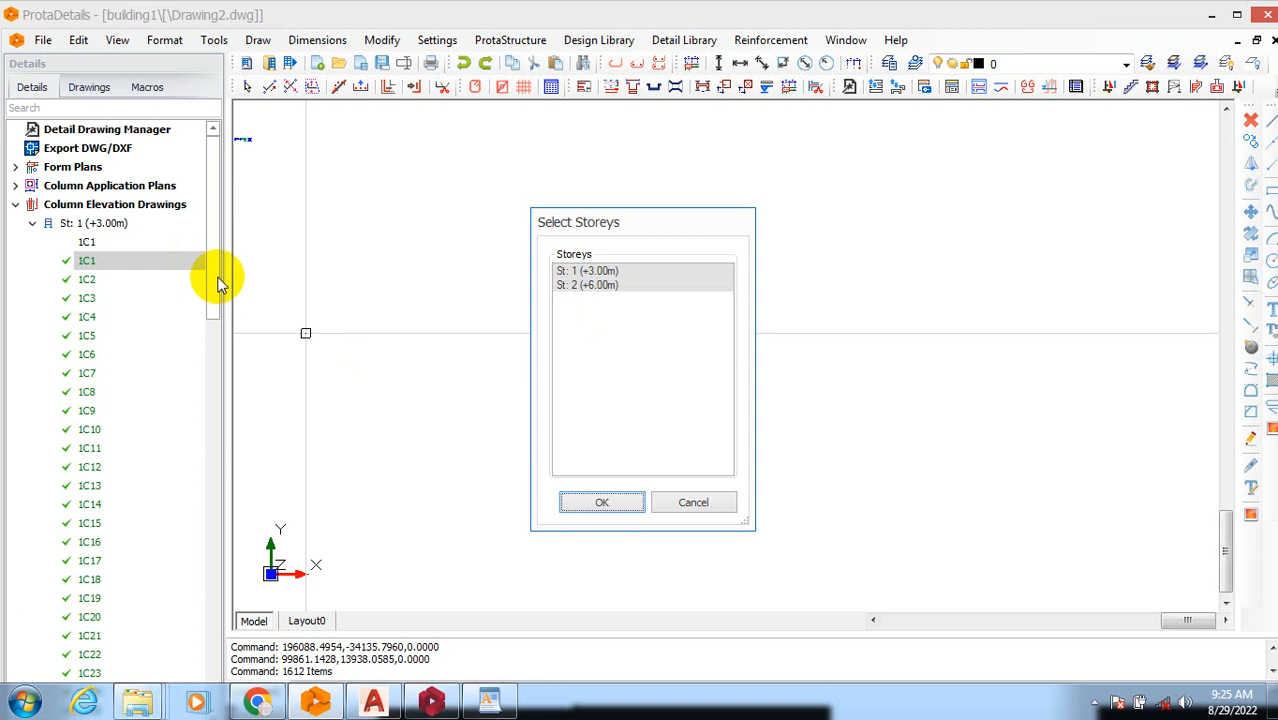 ProtaDetails - [building1\[\Drawing2.dwg]]
File Edit View Format Tools Draw Dimensions Modify Settings ProtaStructure Design Library Detail Library Reinforcement Window Help
Details
0
Details Drawings Macros
Search
Detail Drawing Manager
Export DWG/DXF
Form Plans
Column Application Plans
Column Elevation Drawings
St: 1 (+3.00m)
1C1
1C1
1C2
1C3
1C4
1C5
1C6
1C7
1C8
1C9
1C10
1C11
1C12
1C13
1C14
1C15
1C16
1C17
1C18
1C19
1C20
1C21
1C22
1C23
Select Storeys
Storeys
St: 1 (+3.00m)
St: 2 (+6.00m)
OK Cancel
Y
Z X
Model Layout0
Command: 196088.4954,-34135.7960,0.0000
Command: 99861.1428,13938.0585,0.0000
Command: 1612 Items
9:25 AM
8/29/2022